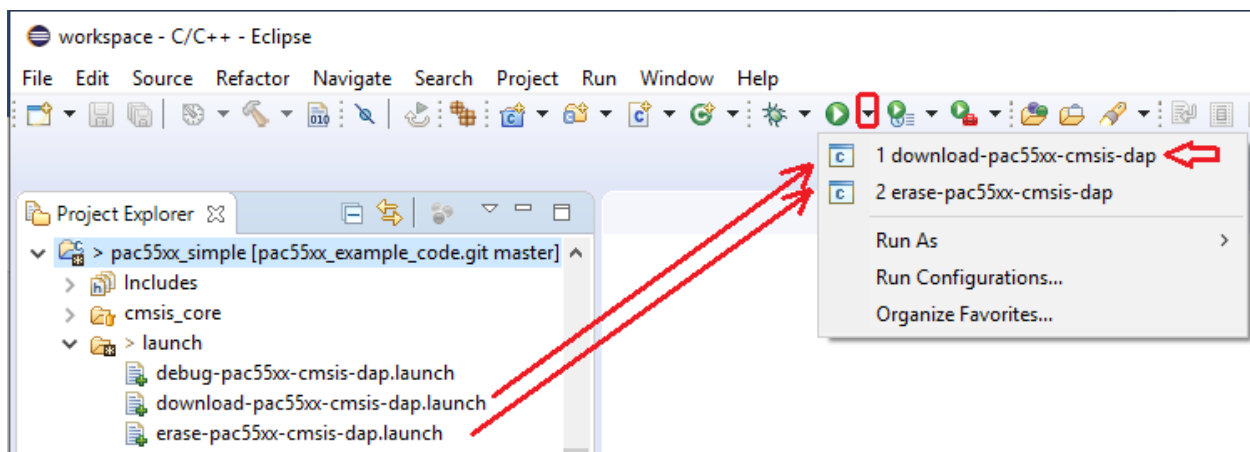 workspace - C/C++ - Eclipse
File Edit Source Refactor Navigate Search Project Run Window Help
010
1 download-pac55xx-cmsis-dap
2 erase-pac55xx-cmsis-dap
Run As
Run Configurations...
Organize Favorites...
Project Explorer
> pac55xx_simple [pac55xx_example_code.git master]
Includes
cmsis_core
> launch
debug-pac55xx-cmsis-dap.launch
download-pac55xx-cmsis-dap.launch
erase-pac55xx-cmsis-dap.launch